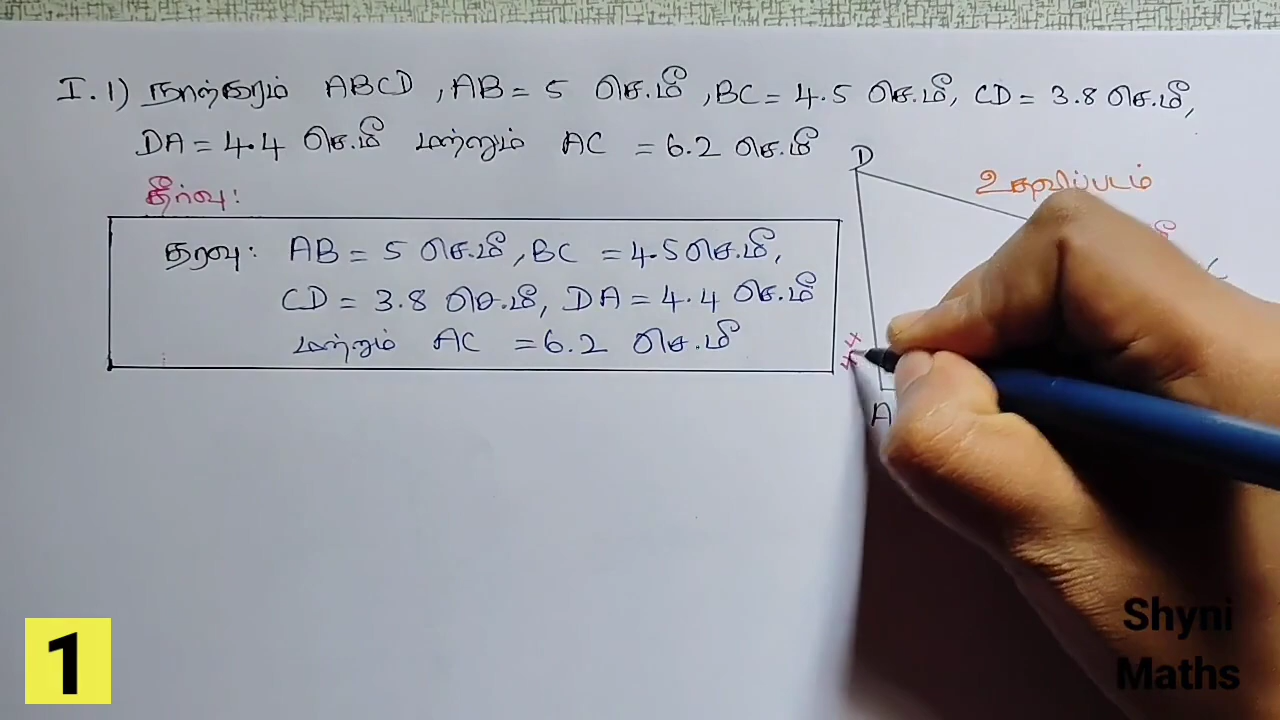 I. 1) நாற்கரம் ABCD, AB = 5 செ.மீ, BC = 4.5 செ.மீ, CD = 3.8 செ.மீ,
DA = 4.4 செ.மீ மற்றும் AC = 6.2 செ.மீ
D
உதவிப்படம்
தீர்வு:
தரவு: AB = 5 செ.மீ, BC = 4.5 செ.மீ,
CD = 3.8 செ.மீ, DA = 4.4 செ.மீ
மற்றும் AC = 6.2 செ.மீ
A
1
Shyni
Maths